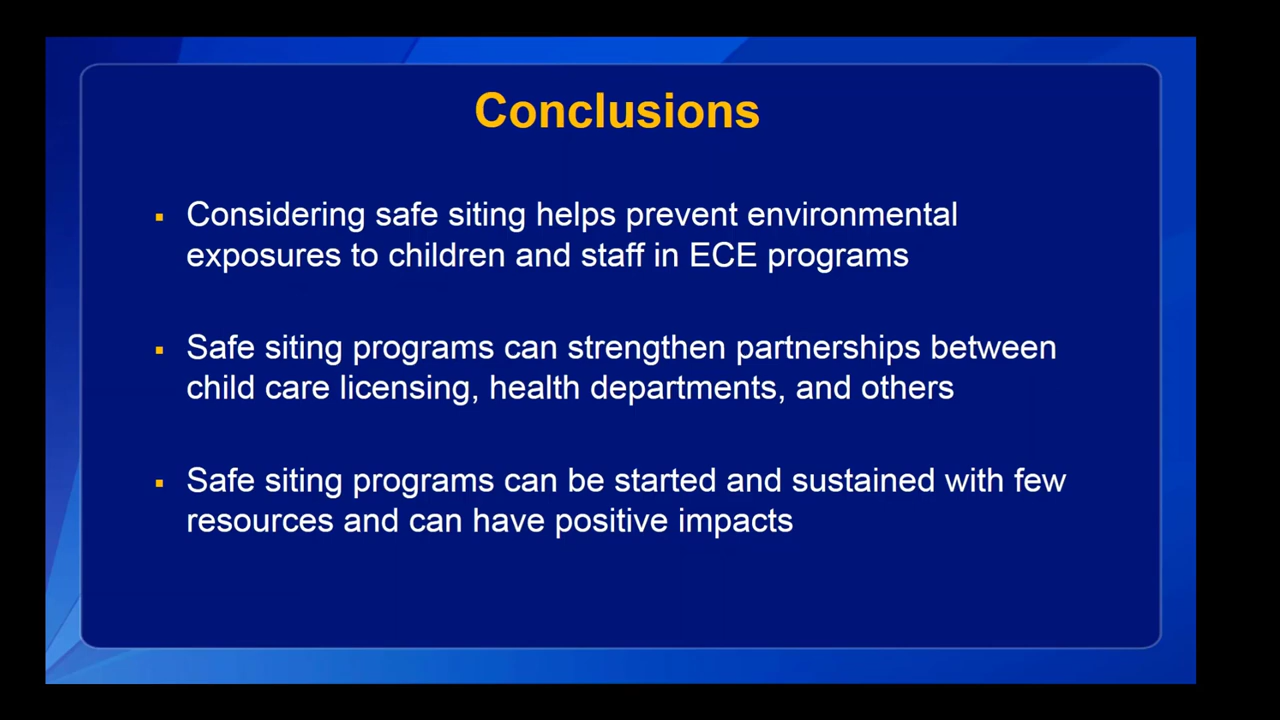 Conclusions
▪ Considering safe siting helps prevent environmental
exposures to children and staff in ECE programs
▪ Safe siting programs can strengthen partnerships between
child care licensing, health departments, and others
▪ Safe siting programs can be started and sustained with few
resources and can have positive impacts